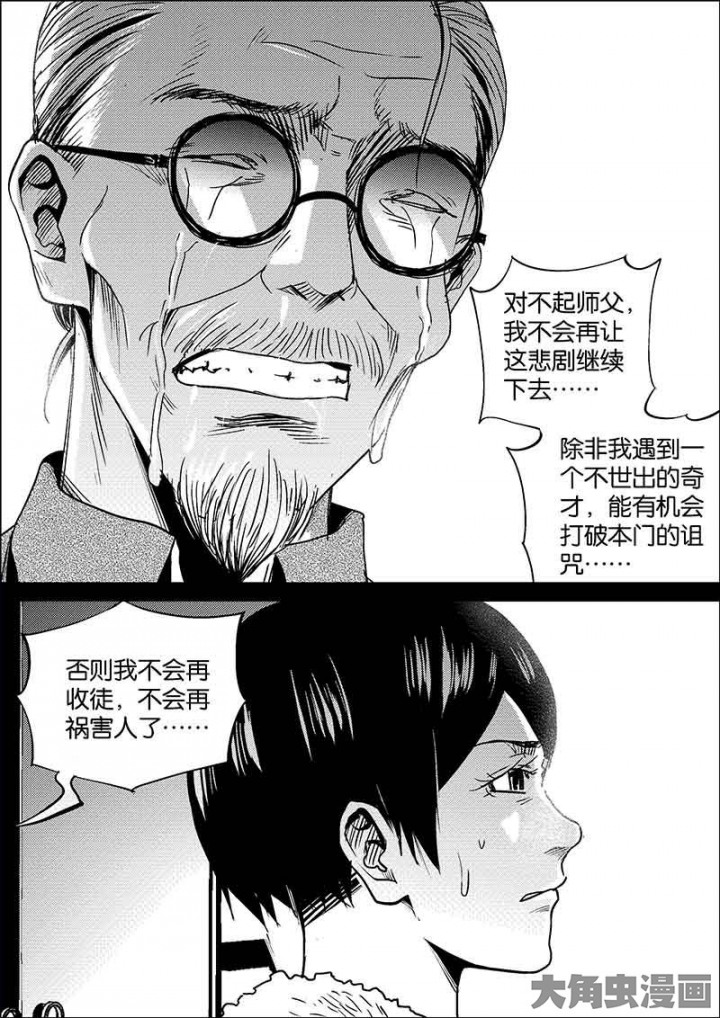 对不起师父，
我不会再让
这悲剧继续
下去……
除非我遇到一
个不世出的奇
才，能有机会
打破本门的诅
咒……
否则我不会再
收徒，不会再
祸害人了……
大角虫漫画